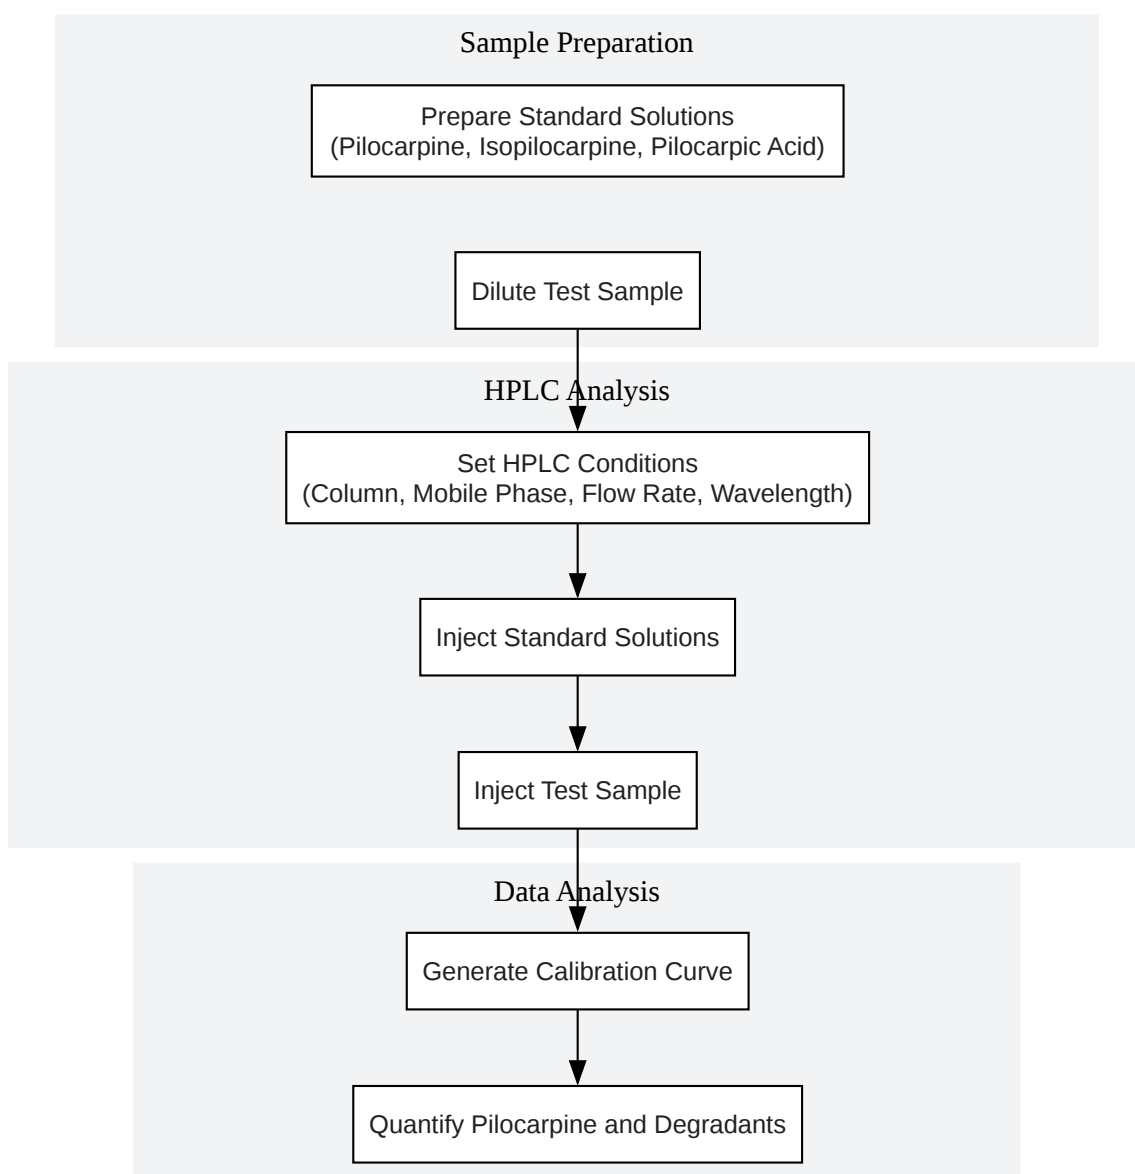 Sample Preparation
Prepare Standard Solutions
(Pilocarpine, Isopilocarpine, Pilocarpic Acid)
Dilute Test Sample
HPLC Analysis
Set HPLC Conditions
(Column, Mobile Phase, Flow Rate, Wavelength)
Inject Standard Solutions
Inject Test Sample
Data Analysis
Generate Calibration Curve
Quantify Pilocarpine and Degradants